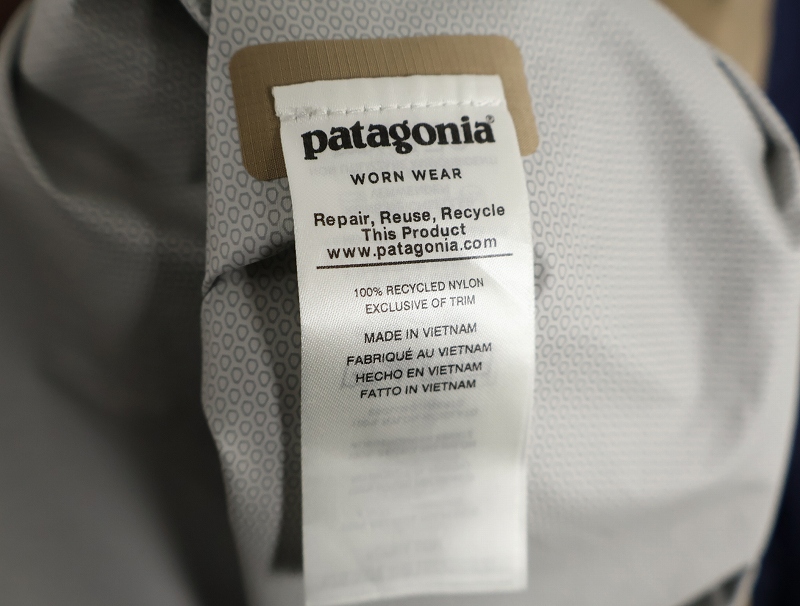 patagonia®
WORN WEAR
Repair, Reuse, Recycle
This Product
www.patagonia.com
100% RECYCLED NYLON
EXCLUSIVE OF TRIM
MADE IN VIETNAM
FABRIQUÉ AU VIETNAM
HECHO EN VIETNAM
FATTO IN VIETNAM